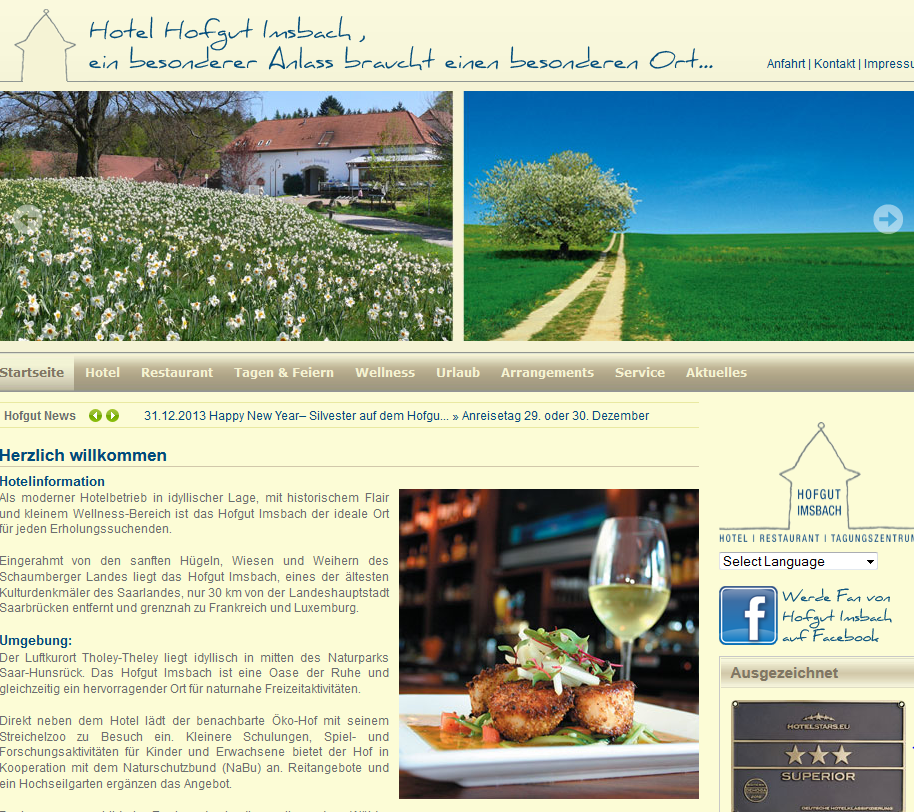 Hotel Hofgut Imsbach ,
ein besonderer Anlass braucht einen besonderen Ort...
Anfahrt | Kontakt | Impressu
Startseite Hotel Restaurant Tagen & Feiern Wellness Urlaub Arrangements Service Aktuelles
Hofgut News 31.12.2013 Happy New Year– Silvester auf dem Hofgu... » Anreisetag 29. oder 30. Dezember
Herzlich willkommen
Hotelinformation
Als moderner Hotelbetrieb in idyllischer Lage, mit historischem Flair
und kleinem Wellness-Bereich ist das Hofgut Imsbach der ideale Ort
für jeden Erholungssuchenden.
Eingerahmt von den sanften Hügeln, Wiesen und Weihern des
Schaumberger Landes liegt das Hofgut Imsbach, eines der ältesten
Kulturdenkmäler des Saarlandes, nur 30 km von der Landeshauptstadt
Saarbrücken entfernt und grenznah zu Frankreich und Luxemburg.
Umgebung:
Der Luftkurort Tholey-Theley liegt idyllisch in mitten des Naturparks
Saar-Hunsrück. Das Hofgut Imsbach ist eine Oase der Ruhe und
gleichzeitig ein hervorragender Ort für naturnahe Freizeitaktivitäten.
Direkt neben dem Hotel lädt der benachbarte Öko-Hof mit seinem
Streichelzoo zu Besuch ein. Kleinere Schulungen, Spiel- und
Forschungsaktivitäten für Kinder und Erwachsene bietet der Hof in
Kooperation mit dem Naturschutzbund (NaBu) an. Reitangebote und
ein Hochseilgarten ergänzen das Angebot.
HOFGUT
IMSBACH
HOTEL | RESTAURANT | TAGUNGSZENTRUM
Select Language
f
Werde Fan von
Hofgut Imsbach
auf Facebook
Ausgezeichnet
HOTELSTARS.EU
SUPERIOR
DEUTSCHE HOTELKLASSIFIZIERUNG